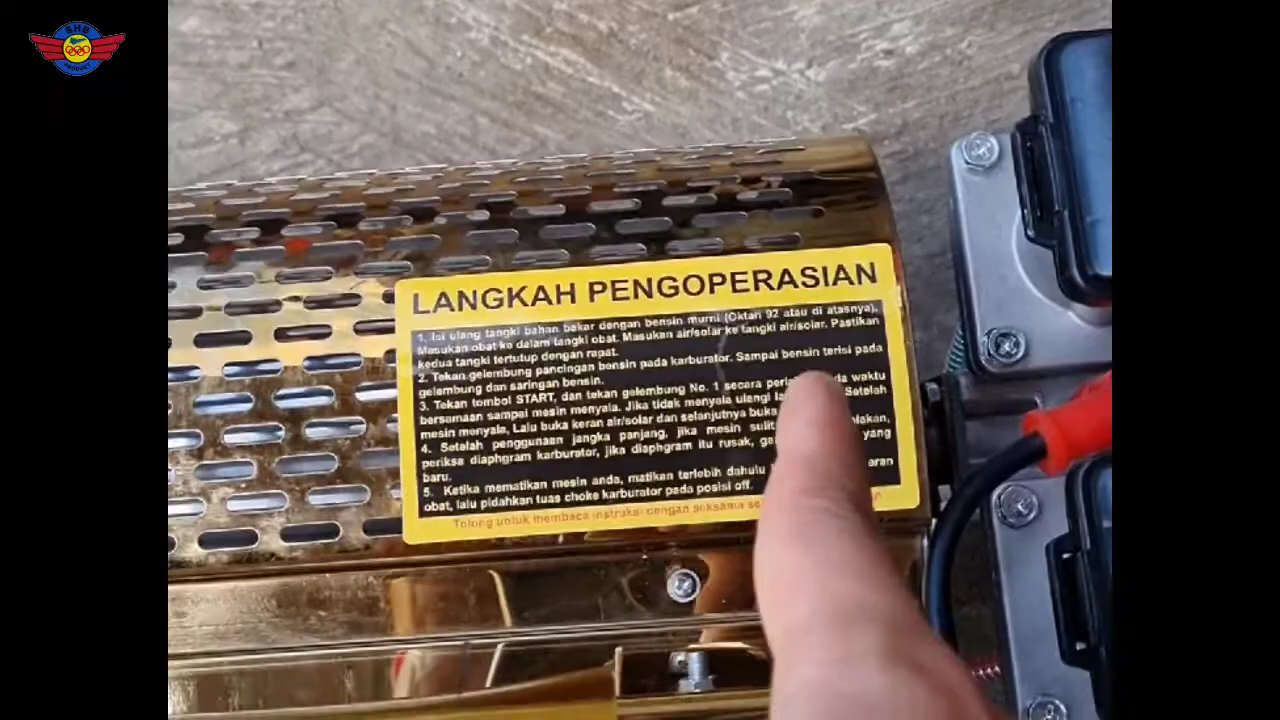 SHB
PRODUCT
LANGKAH PENGOPERASIAN
1. Isi ulang tangki bahan bakar dengan bensin murni (Oktan 92 atau di atasnya).
Masukan obat ke dalam tangki obat. Masukan air/solar ke tangki air/solar. Pastikan
kedua tangki tertutup dengan rapat.
2. Tekan gelembung pancingan bensin pada karburator. Sampai bensin terisi pada
gelembung dan saringan bensin.
3. Tekan tombol START, dan tekan gelembung No. 1 secara waktu
bersamaan sampai mesin menyala. Jika tidak menyala ulangi Setelah
mesin menyala, Lalu buka keran air/solar dan selanjutnya buka
4. Setelah penggunaan jangka panjang, jika mesin sulit
periksa diaphgram karburator, jika diaphgram itu rusak, yang
baru.
5. Ketika mematikan mesin anda, matikan terlebih dahulu
obat, lalu pidahkan tuas choke karburator pada posisi off.
Tolong untuk membaca instruksi dengan seksama